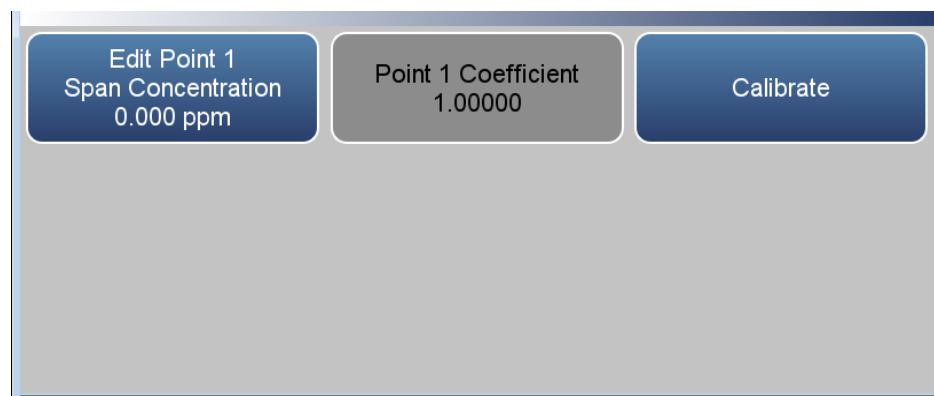 Edit Point 1
Span Concentration
0.000 ppm
Point 1 Coefficient
1.00000
Calibrate